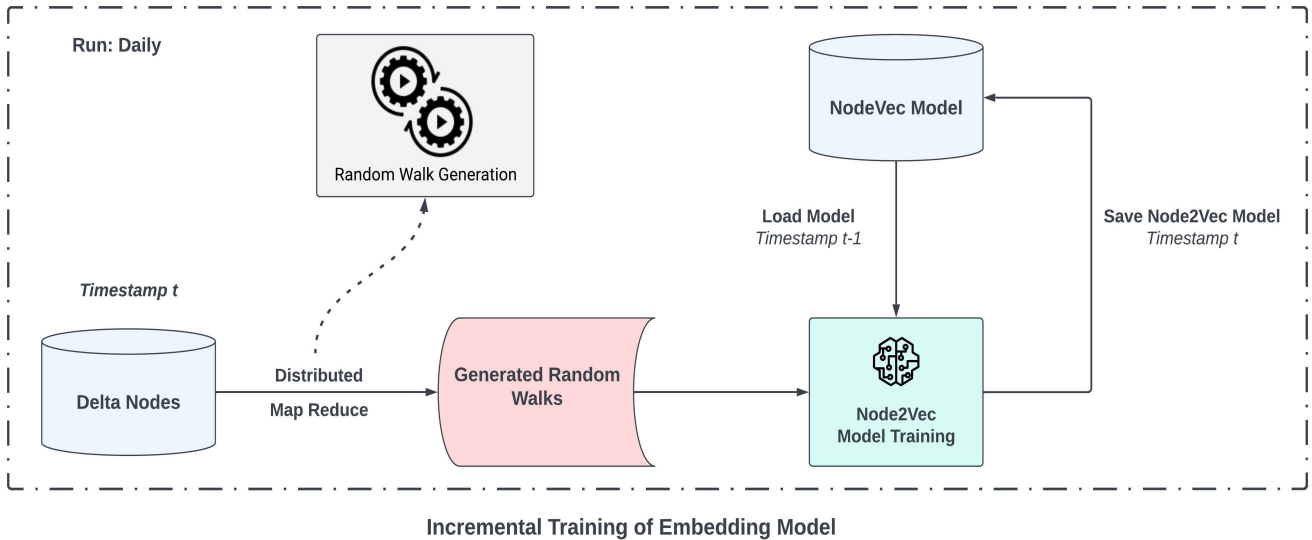 Run: Daily
Random Walk Generation
NodeVec Model
Load Model
Timestamp t-1
Save Node2Vec Model
Timestamp t
Timestamp t
Delta Nodes
Distributed
Map Reduce
Generated Random
Walks
Node2Vec
Model Training
Incremental Training of Embedding Model